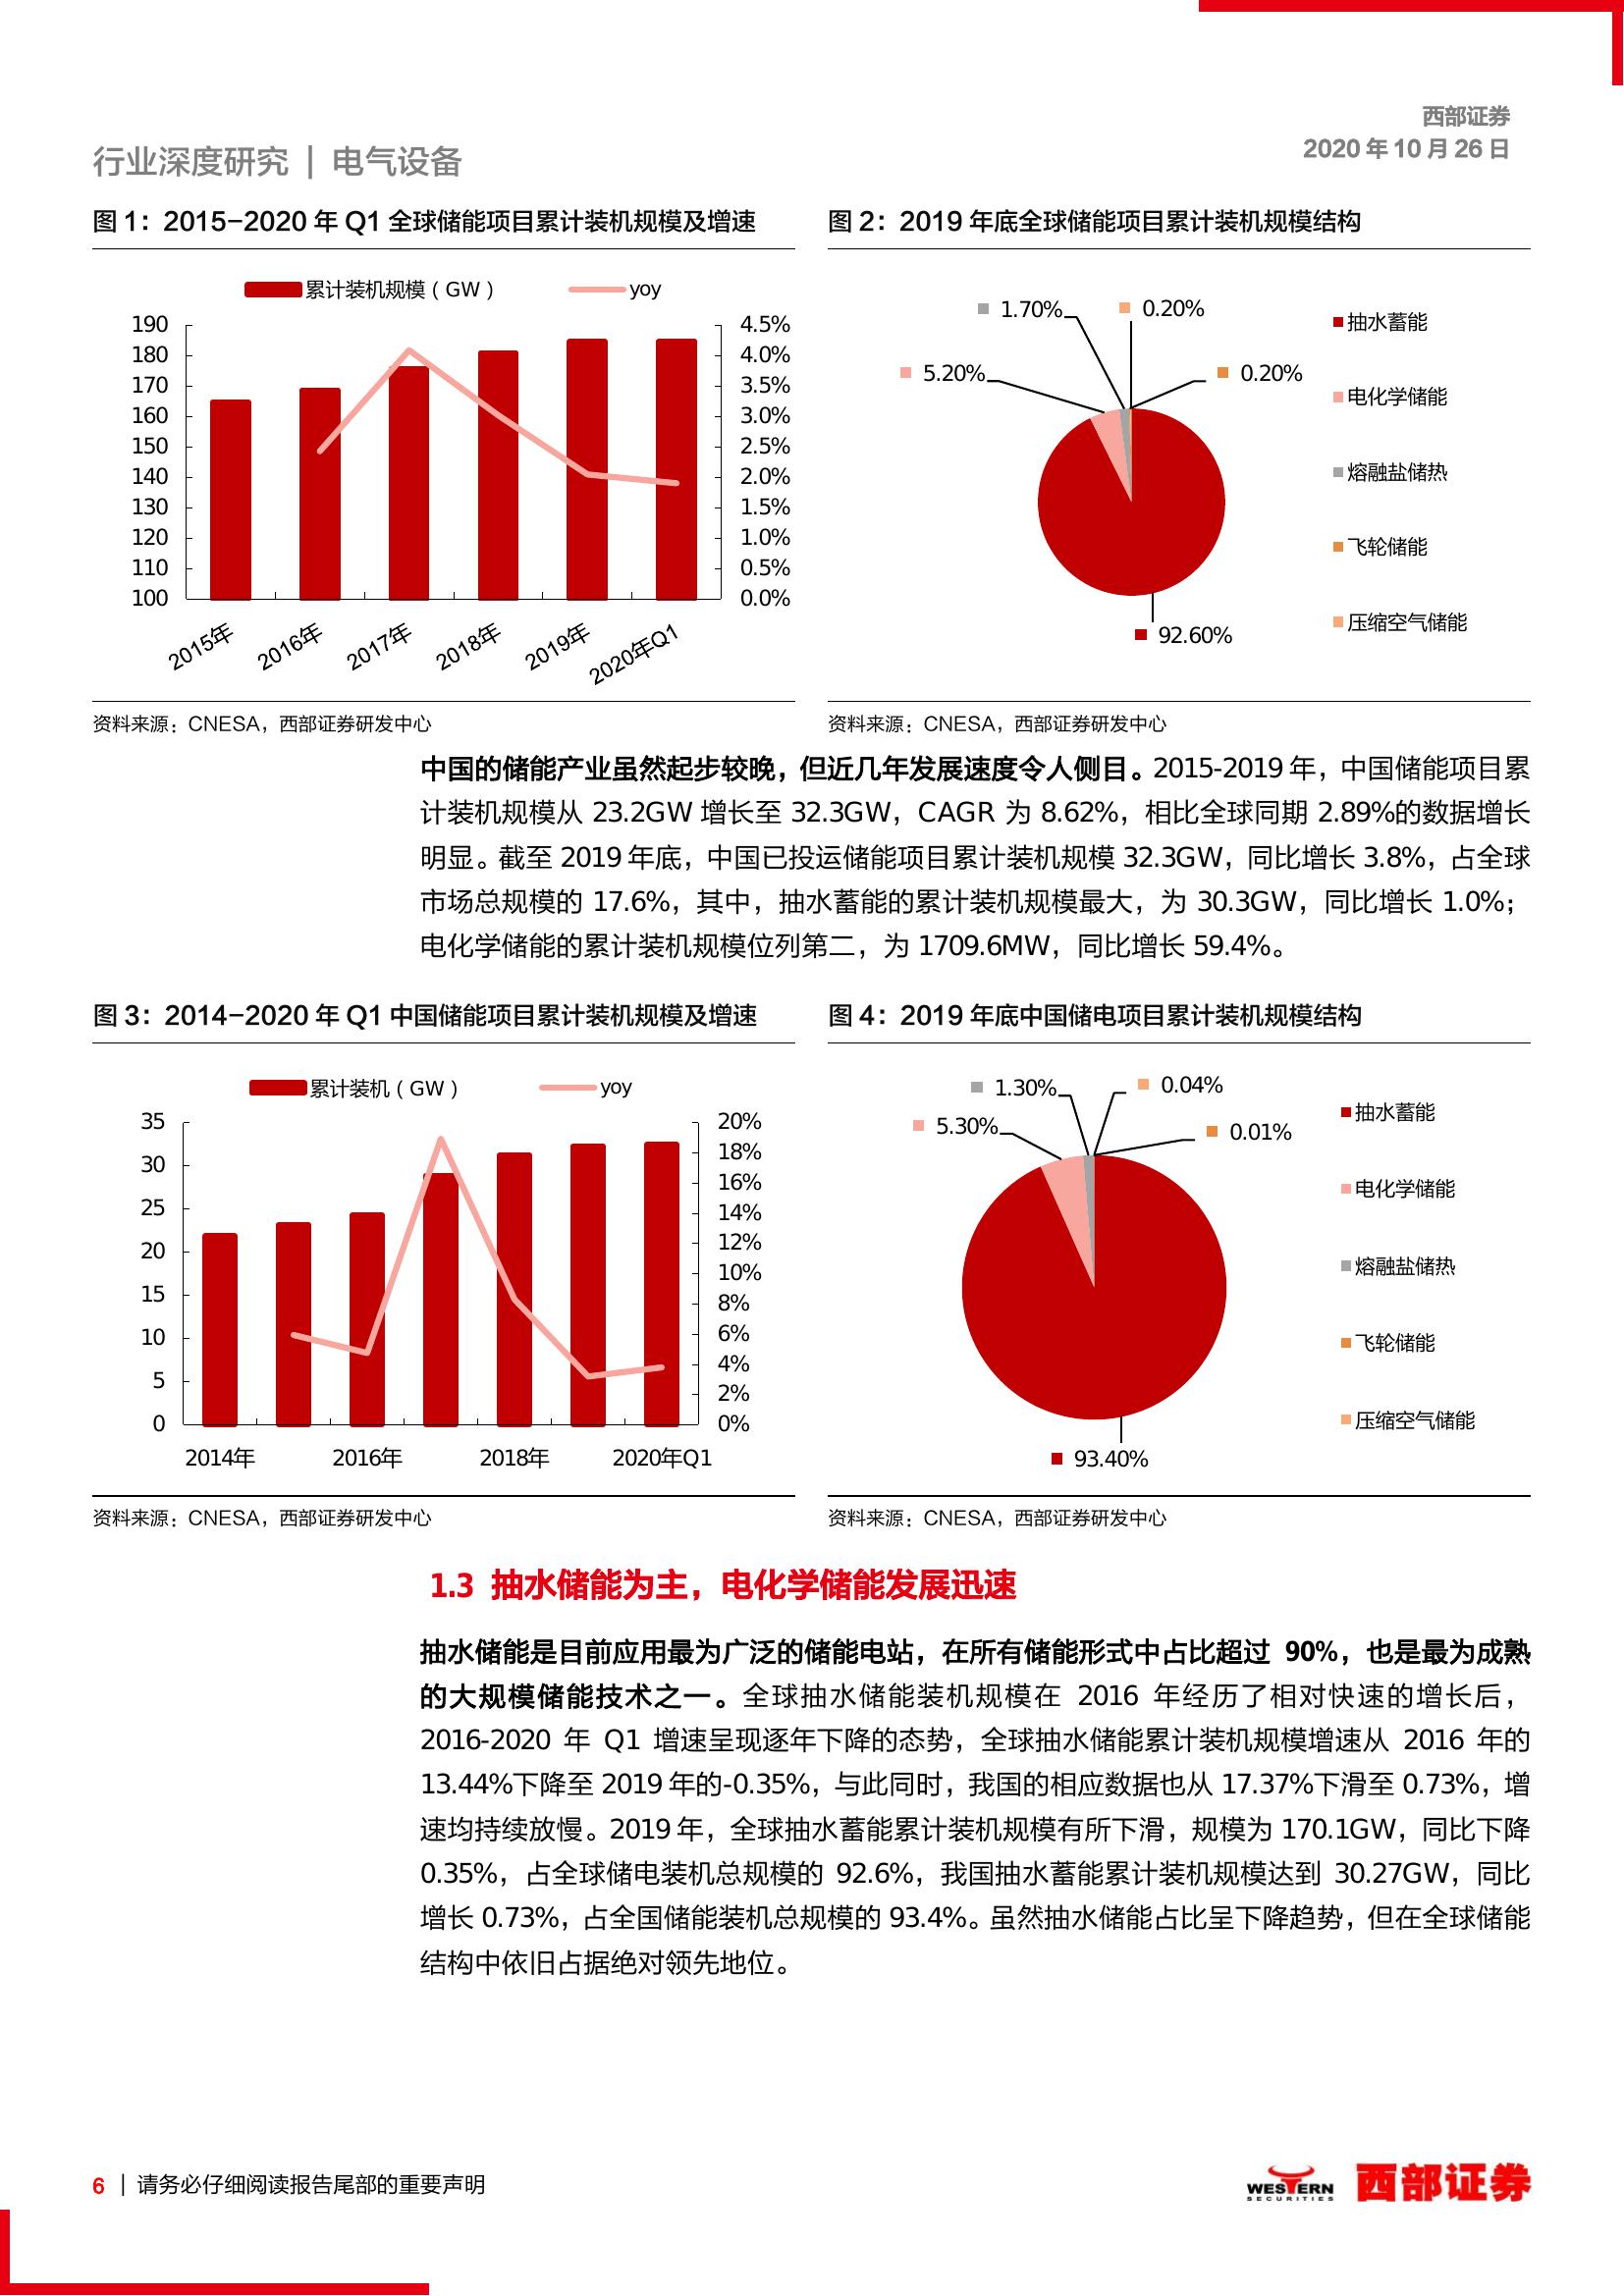 西部证券
2020 年 10 月 26 日
行业深度研究 | 电气设备
图 1：2015-2020 年 Q1 全球储能项目累计装机规模及增速
累计装机规模（GW）
yoy
190
180
170
160
150
140
130
120
110
100
4.5%
4.0%
3.5%
3.0%
2.5%
2.0%
1.5%
1.0%
0.5%
0.0%
2015年
2016年
2017年
2018年
2019年
2020年Q1
资料来源：CNESA，西部证券研发中心
图 2：2019 年底全球储能项目累计装机规模结构
1.70%
0.20%
5.20%
0.20%
92.60%
抽水蓄能
电化学储能
熔融盐储热
飞轮储能
压缩空气储能
资料来源：CNESA，西部证券研发中心
中国的储能产业虽然起步较晚，但近几年发展速度令人侧目。2015-2019 年，中国储能项目累
计装机规模从 23.2GW 增长至 32.3GW，CAGR 为 8.62%，相比全球同期 2.89%的数据增长
明显。截至 2019 年底，中国已投运储能项目累计装机规模 32.3GW，同比增长 3.8%，占全球
市场总规模的 17.6%，其中，抽水蓄能的累计装机规模最大，为 30.3GW，同比增长 1.0%；
电化学储能的累计装机规模位列第二，为 1709.6MW，同比增长 59.4%。
图 3：2014-2020 年 Q1 中国储能项目累计装机规模及增速
累计装机（GW）
yoy
35
30
25
20
15
10
5
0
20%
18%
16%
14%
12%
10%
8%
6%
4%
2%
0%
2014年
2016年
2018年
2020年Q1
资料来源：CNESA，西部证券研发中心
图 4：2019 年底中国储电项目累计装机规模结构
1.30%
0.04%
5.30%
0.01%
93.40%
抽水蓄能
电化学储能
熔融盐储热
飞轮储能
压缩空气储能
资料来源：CNESA，西部证券研发中心
1.3 抽水储能为主，电化学储能发展迅速
抽水储能是目前应用最为广泛的储能电站，在所有储能形式中占比超过 90%，也是最为成熟
的大规模储能技术之一。全球抽水储能装机规模在 2016 年经历了相对快速的增长后，
2016-2020 年 Q1 增速呈现逐年下降的态势，全球抽水储能累计装机规模增速从 2016 年的
13.44%下降至 2019 年的-0.35%，与此同时，我国的相应数据也从 17.37%下滑至 0.73%，增
速均持续放慢。2019 年，全球抽水蓄能累计装机规模有所下滑，规模为 170.1GW，同比下降
0.35%，占全球储电装机总规模的 92.6%，我国抽水蓄能累计装机规模达到 30.27GW，同比
增长 0.73%，占全国储能装机总规模的 93.4%。虽然抽水储能占比呈下降趋势，但在全球储能
结构中依旧占据绝对领先地位。
6 | 请务必仔细阅读报告尾部的重要声明
WESTERN
SECURITIES
西部证券